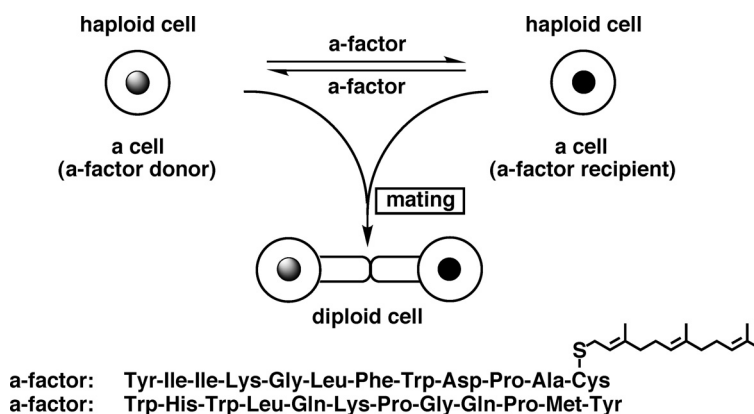 haploid cell
haploid cell
a-factor
a-factor
a cell
(a-factor donor)
a cell
(a-factor recipient)
mating
diploid cell
S
a-factor: Tyr-Ile-Ile-Lys-Gly-Leu-Phe-Trp-Asp-Pro-Ala-Cys
a-factor: Trp-His-Trp-Leu-Gln-Lys-Pro-Gly-Gln-Pro-Met-Tyr